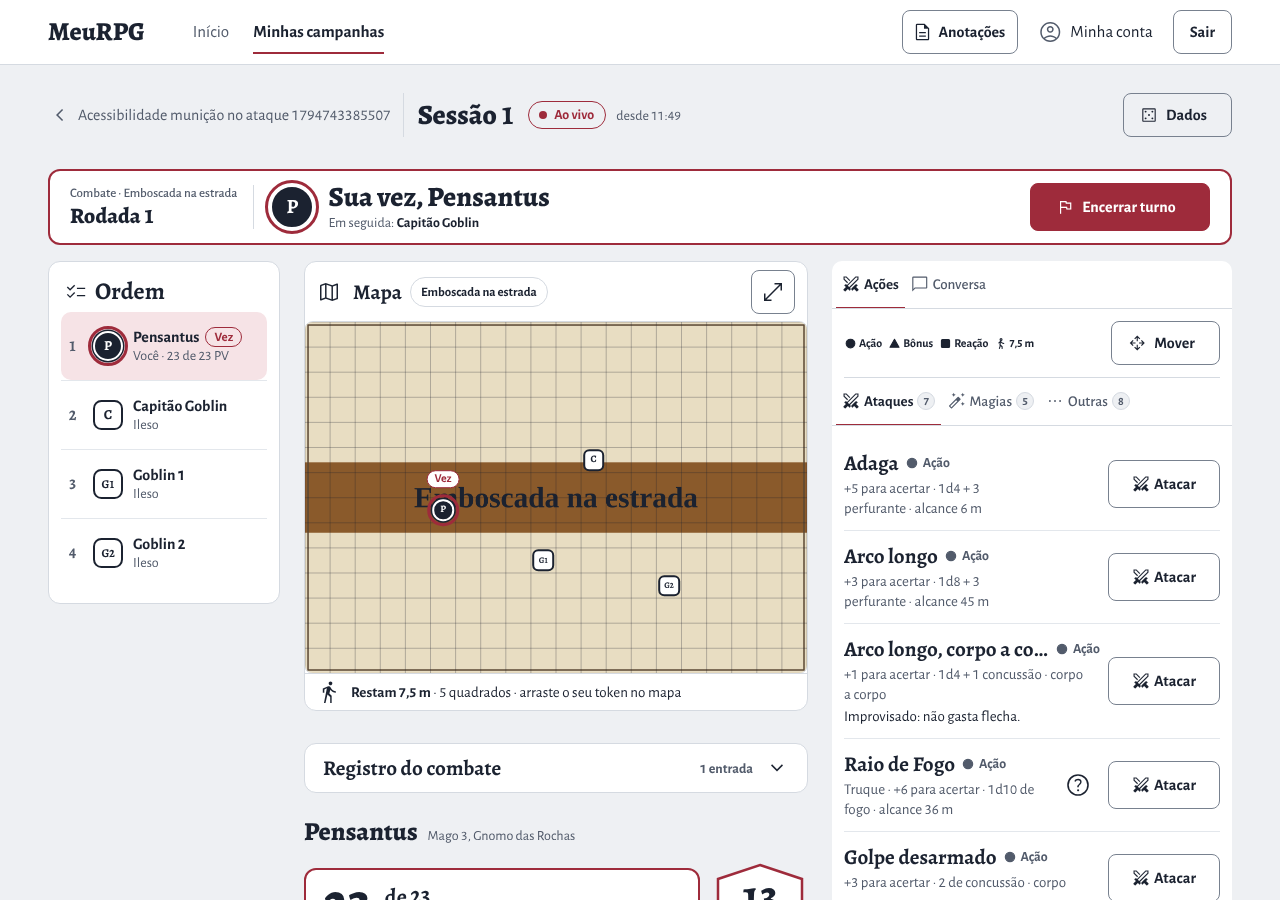 MeuRPG
Início
Minhas campanhas
Anotações
Minha conta
Sair
Acessibilidade munição no ataque 1794743385507
Sessão 1
Ao vivo
desde 11:49
Dados
Combate · Emboscada na estrada
Rodada 1
P
Sua vez, Pensantus
Em seguida: Capitão Goblin
Encerrar turno
Ordem
1
P
Pensantus
Vez
Você · 23 de 23 PV
2
C
Capitão Goblin
Ileso
3
G1
Goblin 1
Ileso
4
G2
Goblin 2
Ileso
Mapa
Emboscada na estrada
C
Vez
Emboscada na estrada
P
G1
G2
Restam 7,5 m · 5 quadrados · arraste o seu token no mapa
Registro do combate
1 entrada
Pensantus
Mago 3, Gnomo das Rochas
23
de 23
13
Ações
Conversa
Ação
Bônus
Reação
7,5 m
Mover
Ataques 7
Magias 5
Outras 8
Adaga
Ação
+5 para acertar · 1d4 + 3
perfurante · alcance 6 m
Atacar
Arco longo
Ação
+3 para acertar · 1d8 + 3
perfurante · alcance 45 m
Atacar
Arco longo, corpo a co...
Ação
+1 para acertar · 1d4 + 1 concussão · corpo
a corpo
Improvisado: não gasta flecha.
Atacar
Raio de Fogo
Ação
Truque · +6 para acertar · 1d10 de
fogo · alcance 36 m
?
Atacar
Golpe desarmado
Ação
+3 para acertar · 2 de concussão · corpo
Atacar